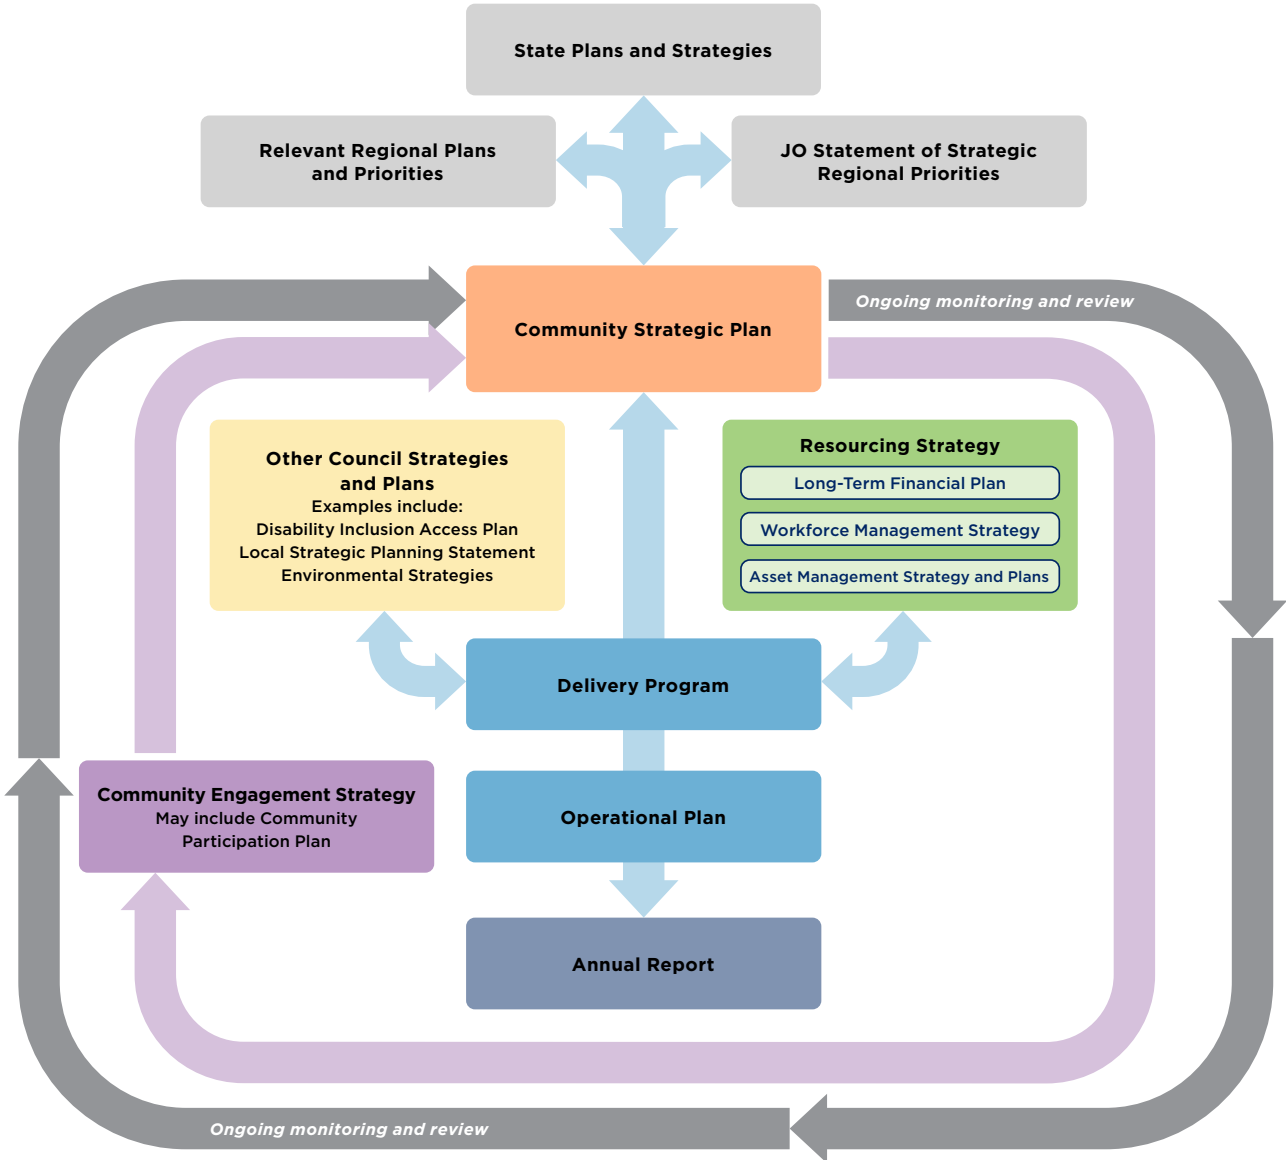 State Plans and Strategies
Relevant Regional Plans
and Priorities
JO Statement of Strategic
Regional Priorities
Community Strategic Plan
Ongoing monitoring and review
Other Council Strategies
and Plans
Examples include:
Disability Inclusion Access Plan
Local Strategic Planning Statement
Environmental Strategies
Resourcing Strategy
Long-Term Financial Plan
Workforce Management Strategy
Asset Management Strategy and Plans
Delivery Program
Community Engagement Strategy
May include Community
Participation Plan
Operational Plan
Annual Report
Ongoing monitoring and review